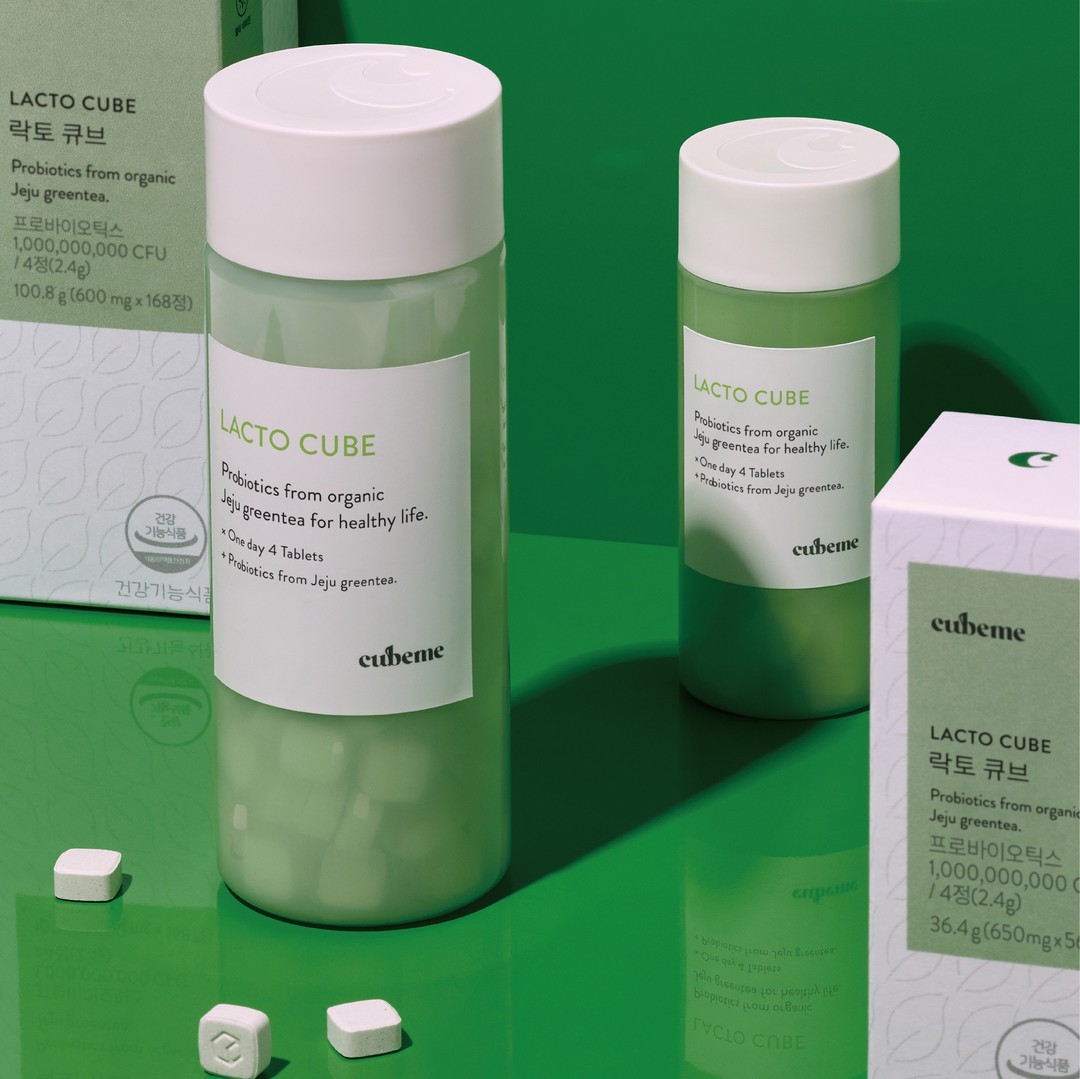 LACTO CUBE
락토 큐브
Probiotics from organic
Jeju greentea.
프로바이오틱스
1,000,000,000 CFU
/ 4정(2.4g)
100.8 g (600 mg x 168정)
건강
기능식품
건강기능식품
LACTO CUBE
Probiotics from organic
Jeju greentea for healthy life.
× One day 4 Tablets
+ Probiotics from Jeju greentea.
cubeme
LACTO CUBE
Probiotics from organic
Jeju greentea for healthy life.
× One day 4 Tablets
+ Probiotics from Jeju greentea.
cubeme
cubeme
LACTO CUBE
락토 큐브
Probiotics from organic
Jeju greentea.
프로바이오틱스
1,000,000,000 C
/ 4정(2.4g)
36.4 g (650mg x 56
건강
기능식품